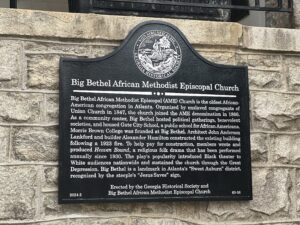 Big Bethel African Methodist Episcopal Church
Big Bethel African Methodist Episcopal (AME) Church is the oldest African
American congregation in Atlanta. Organized by enslaved congregants of
Union Church in 1847, the church joined the AME denomination in 1866.
As a community center, Big Bethel hosted political gatherings, benevolent
societies, and housed Gate City School, a public school for African Americans.
Morris Brown College was founded at Big Bethel. Architect John Anderson
Lankford and builder Alexander Hamilton constructed the existing building
following a 1923 fire. To help pay for construction, members wrote and
produced Heaven Bound, a religious folk drama that has been performed
annually since 1930. The play's popularity introduced Black theater to
White audiences nationwide and sustained the church through the Great
Depression. Big Bethel is a landmark in Atlanta's "Sweet Auburn" district,
recognized by the steeple's "Jesus Saves" sign.
Erected by the Georgia Historical Society and
Big Bethel African Methodist Episcopal Church